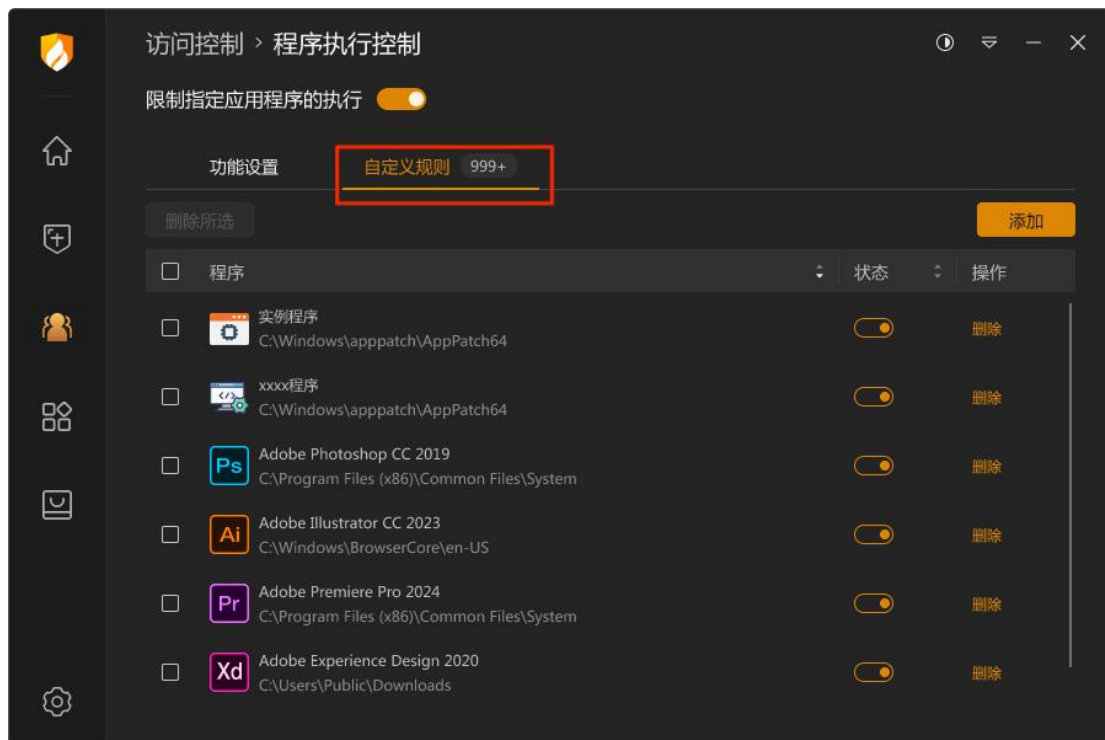 访问控制 > 程序执行控制
限制指定应用程序的执行
功能设置 自定义规则 999+
删除所选 添加
程序 状态 操作
实例程序
C:\Windows\apppatch\AppPatch64
删除
xxxx程序
C:\Windows\apppatch\AppPatch64
删除
Ps
Adobe Photoshop CC 2019
C:\Program Files (x86)\Common Files\System
删除
Ai
Adobe Illustrator CC 2023
C:\Windows\BrowserCore\en-US
删除
Pr
Adobe Premiere Pro 2024
C:\Program Files (x86)\Common Files\System
删除
Xd
Adobe Experience Design 2020
C:\Users\Public\Downloads
删除